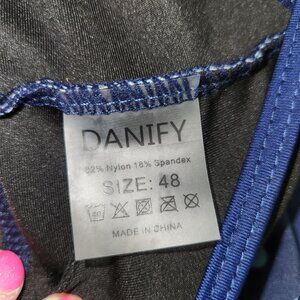 DANIFY
82% Nylon 18% Spandex
SIZE: 48
MADE IN CHINA